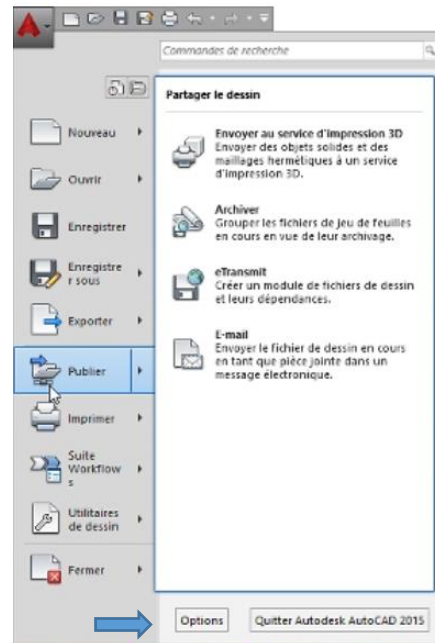 Commandes de recherche
Partager le dessin
Nouveau
Ouvrir
Enregistrer
Enregistre
r sous
Exporter
Publier
Imprimer
Suite
Workflow
s
Utilitaires
de dessin
Fermer
Envoyer au service d'impression 3D
Envoyer des objets solides et des
maillages hermétiques à un service
d'impression 3D.
Archiver
Grouper les fichiers de jeu de feuilles
en cours en vue de leur archivage.
eTransmit
Créer un module de fichiers de dessin
et leurs dépendances.
E-mail
Envoyer le fichier de dessin en cours
en tant que pièce jointe dans un
message électronique.
Options
Quitter Autodesk AutoCAD 2015